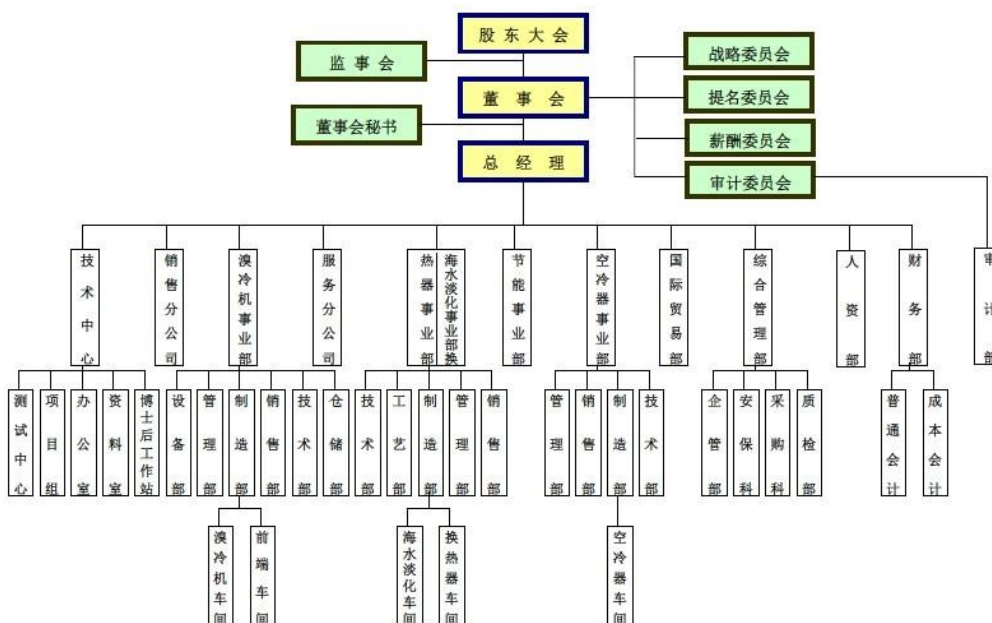 股东大会
监事会
战略委员会
董事会
提名委员会
董事会秘书
薪酬委员会
总经理
审计委员会
技术中心
销售分公司
溴冷机事业部
服务分公司
海水淡化事业部换
热器事业部
节能事业部
空冷器事业部
国际贸易部
综合管理部
人资部
财务部
审计部
测试中心
项目组
办公室
资料室
博士后工作站
设备部
管理部
制造部
销售部
技术部
仓储部
技术部
工艺部
制造部
管理部
销售部
管理部
销售部
制造部
技术部
企管部
安保科
采购科
质检部
普通会计
成本会计
溴冷机车间
前端车间
海水淡化车间
换热器车间
空冷器车间